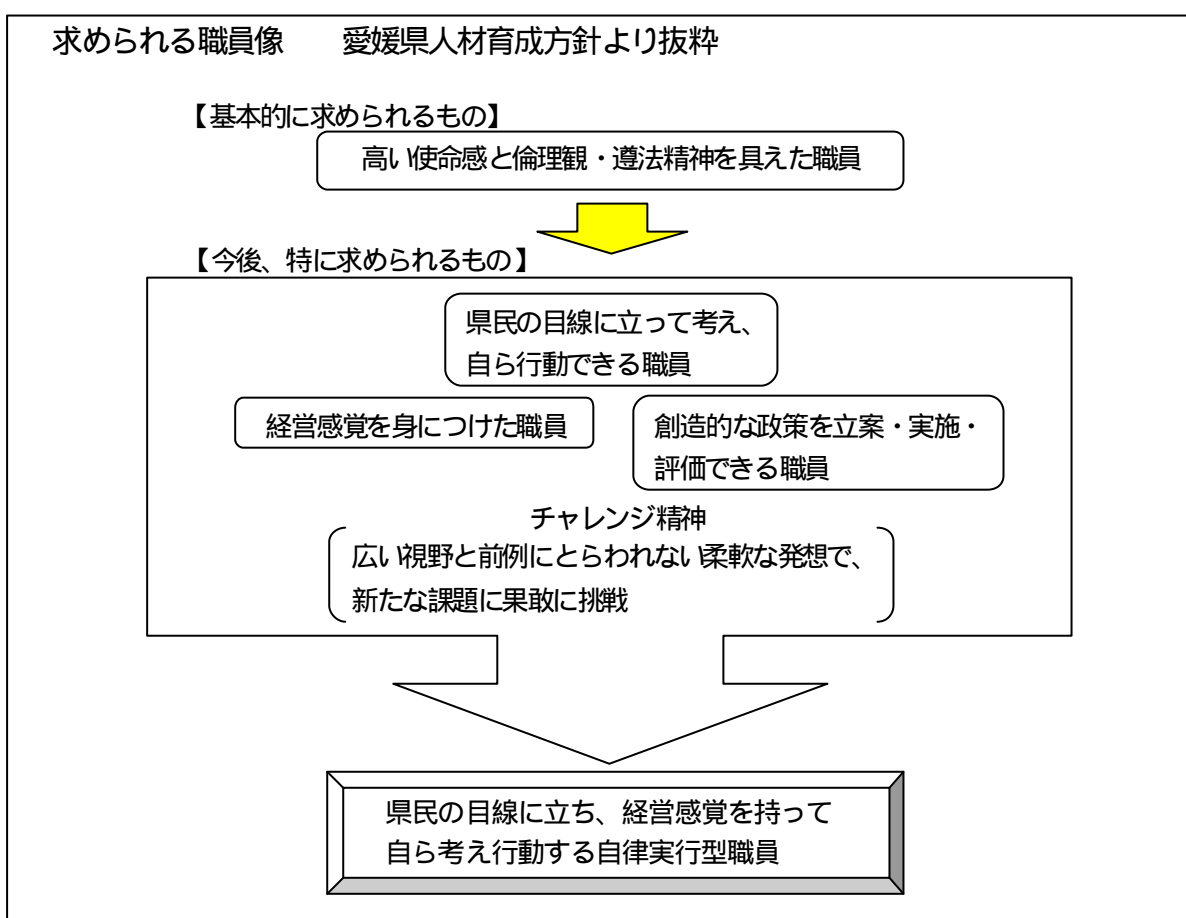 求められる職員像　　愛媛県人材育成方針より抜粋
【基本的に求められるもの】
高い使命感と倫理観・遵法精神を具えた職員
【今後、特に求められるもの】
県民の目線に立って考え、
自ら行動できる職員
経営感覚を身につけた職員
創造的な政策を立案・実施・
評価できる職員
チャレンジ精神
広い視野と前例にとらわれない柔軟な発想で、
新たな課題に果敢に挑戦
県民の目線に立ち、経営感覚を持って
自ら考え行動する自律実行型職員